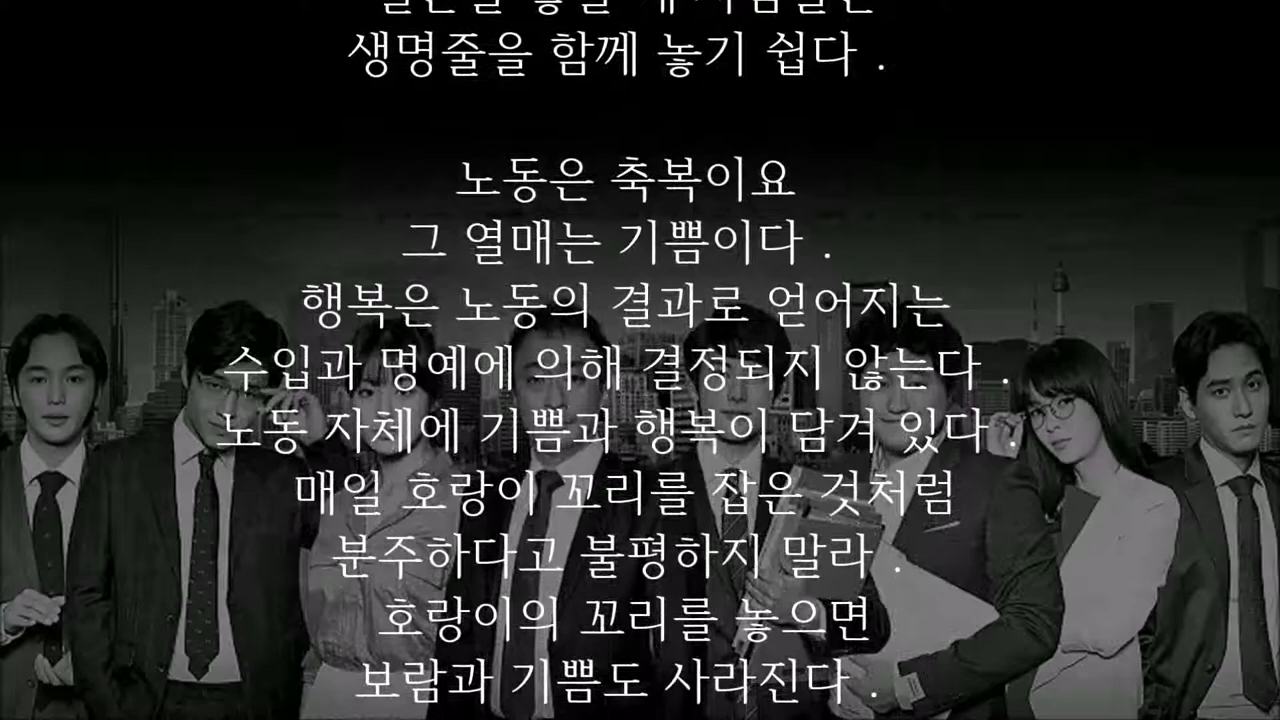 생명줄을 함께 놓기 쉽다 .
노동은 축복이요
그 열매는 기쁨이다 .
행복은 노동의 결과로 얻어지는
수입과 명예에 의해 결정되지 않는다 .
노동 자체에 기쁨과 행복이 담겨 있다 .
매일 호랑이 꼬리를 잡은 것처럼
분주하다고 불평하지 말라 .
호랑이의 꼬리를 놓으면
보람과 기쁨도 사라진다 .